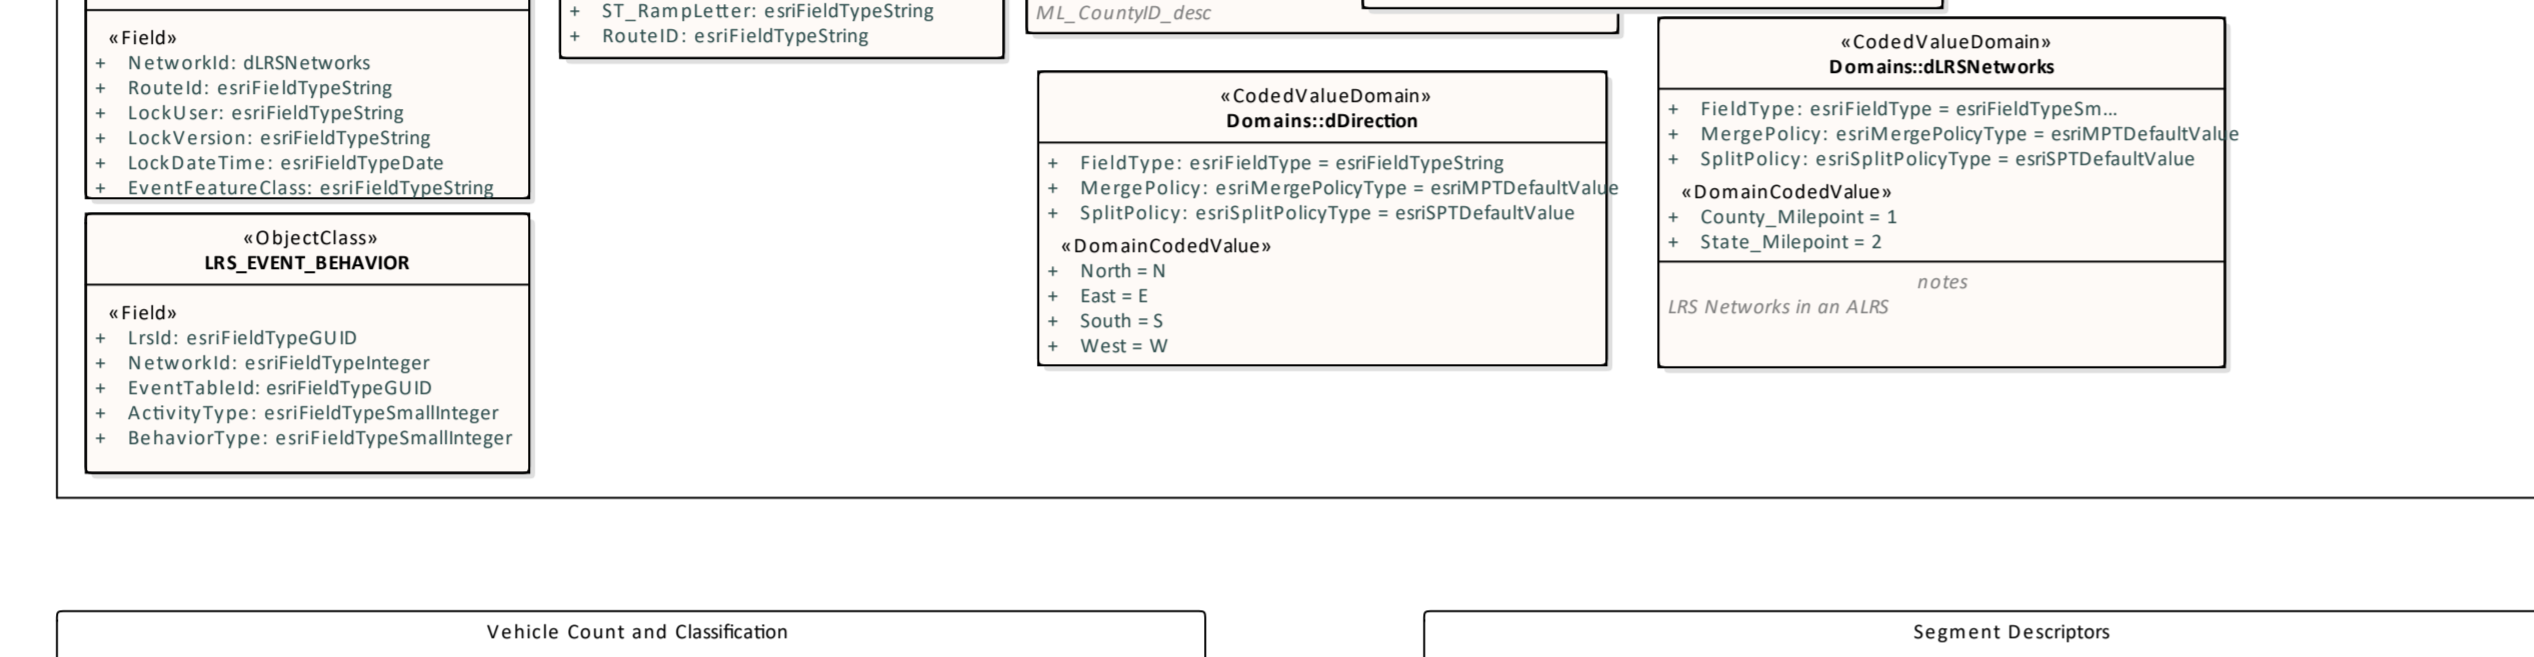 «Field»
+ NetworkId: dLRSNetworks
+ RouteId: esriFieldTypeString
+ LockUser: esriFieldTypeString
+ LockVersion: esriFieldTypeString
+ LockDateTime: esriFieldTypeDate
+ EventFeatureClass: esriFieldTypeString
«ObjectClass»
LRS_EVENT_BEHAVIOR
«Field»
+ LrsId: esriFieldTypeGUID
+ NetworkId: esriFieldTypeInteger
+ EventTableId: esriFieldTypeGUID
+ ActivityType: esriFieldTypeSmallInteger
+ BehaviorType: esriFieldTypeSmallInteger
+ ST_RampLetter: esriFieldTypeString
+ RouteID: esriFieldTypeString
ML_CountyID_desc
«CodedValueDomain»
Domains::dDirection
+ FieldType: esriFieldType = esriFieldTypeString
+ MergePolicy: esriMergePolicyType = esriMPTDefaultValue
+ SplitPolicy: esriSplitPolicyType = esriSPTDefaultValue
«DomainCodedValue»
+ North = N
+ East = E
+ South = S
+ West = W
«CodedValueDomain»
Domains::dLRSNetworks
+ FieldType: esriFieldType = esriFieldTypeSm...
+ MergePolicy: esriMergePolicyType = esriMPTDefaultValue
+ SplitPolicy: esriSplitPolicyType = esriSPTDefaultValue
«DomainCodedValue»
+ County_Milepoint = 1
+ State_Milepoint = 2
notes
LRS Networks in an ALRS
Vehicle Count and Classification
Segment Descriptors